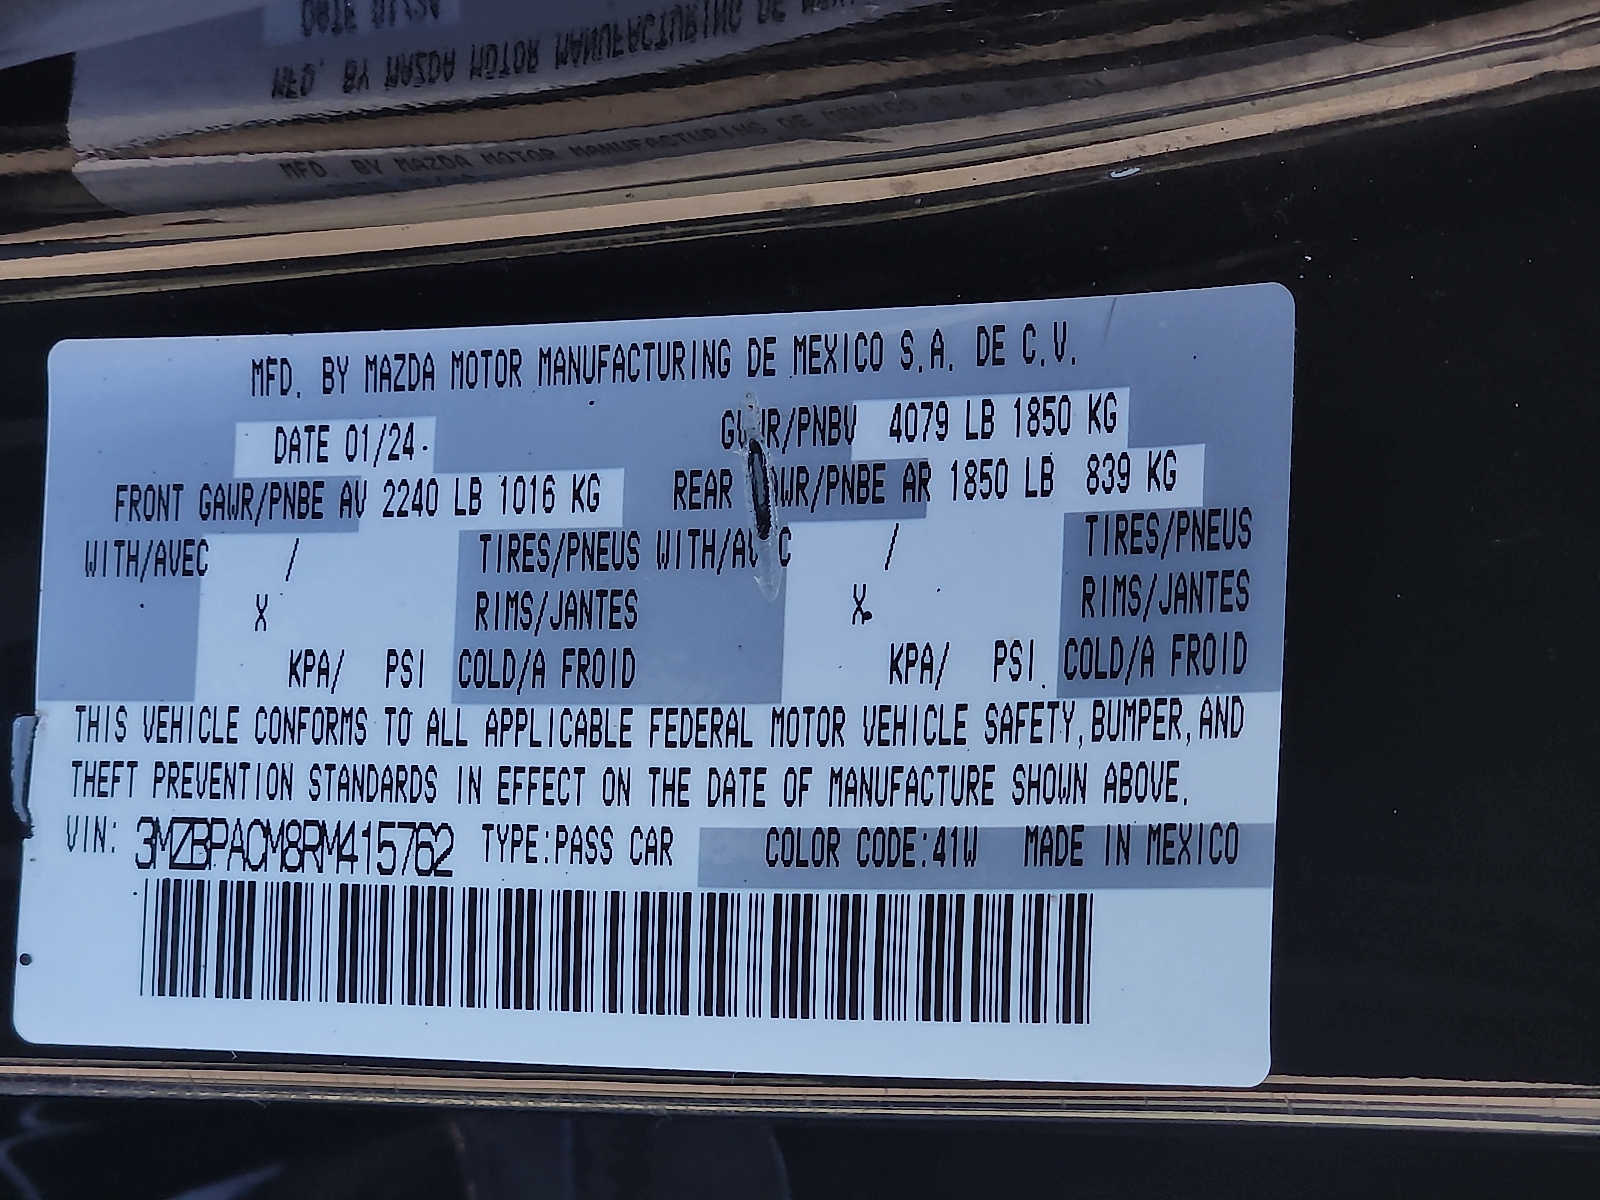 MFD. BY MAZDA MOTOR MANUFACTURING DE MEXICO S.A. DE C.V.
MFD. BY MAZDA MOTOR MANUFACTURING DE MEXICO S.A. DE C.V.
DATE 01/24 GVWR/PNBV 4079 LB 1850 KG
FRONT GAWR/PNBE AV 2240 LB 1016 KG REAR GAWR/PNBE AR 1850 LB 839 KG
WITH/AVEC / TIRES/PNEUS WITH/AVEC / TIRES/PNEUS
X RIMS/JANTES X RIMS/JANTES
KPA/ PSI COLD/A FROID KPA/ PSI COLD/A FROID
THIS VEHICLE CONFORMS TO ALL APPLICABLE FEDERAL MOTOR VEHICLE SAFETY, BUMPER, AND
THEFT PREVENTION STANDARDS IN EFFECT ON THE DATE OF MANUFACTURE SHOWN ABOVE.
VIN: 3MZBPACM8RM415762 TYPE:PASS CAR COLOR CODE:41W MADE IN MEXICO